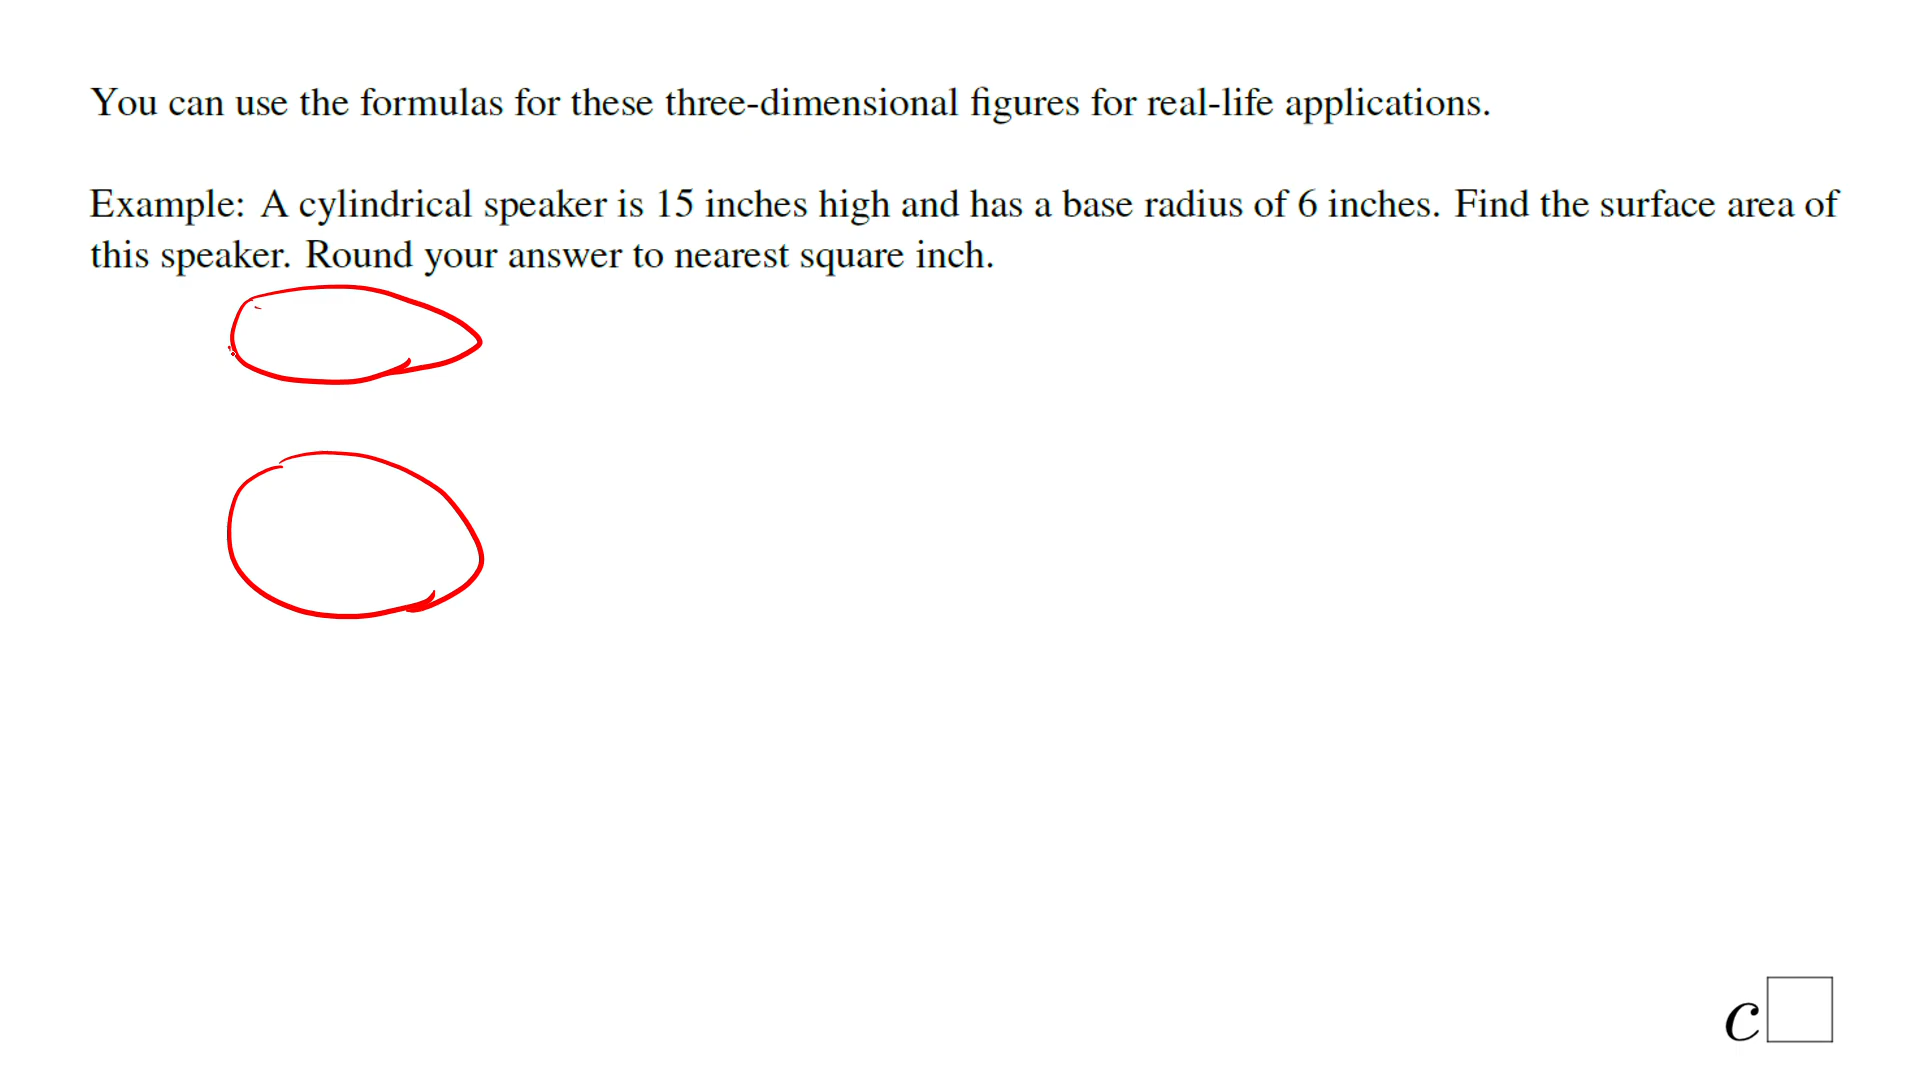 You can use the formulas for these three-dimensional figures for real-life applications.
Example: A cylindrical speaker is 15 inches high and has a base radius of 6 inches. Find the surface area of
this speaker. Round your answer to nearest square inch.
c